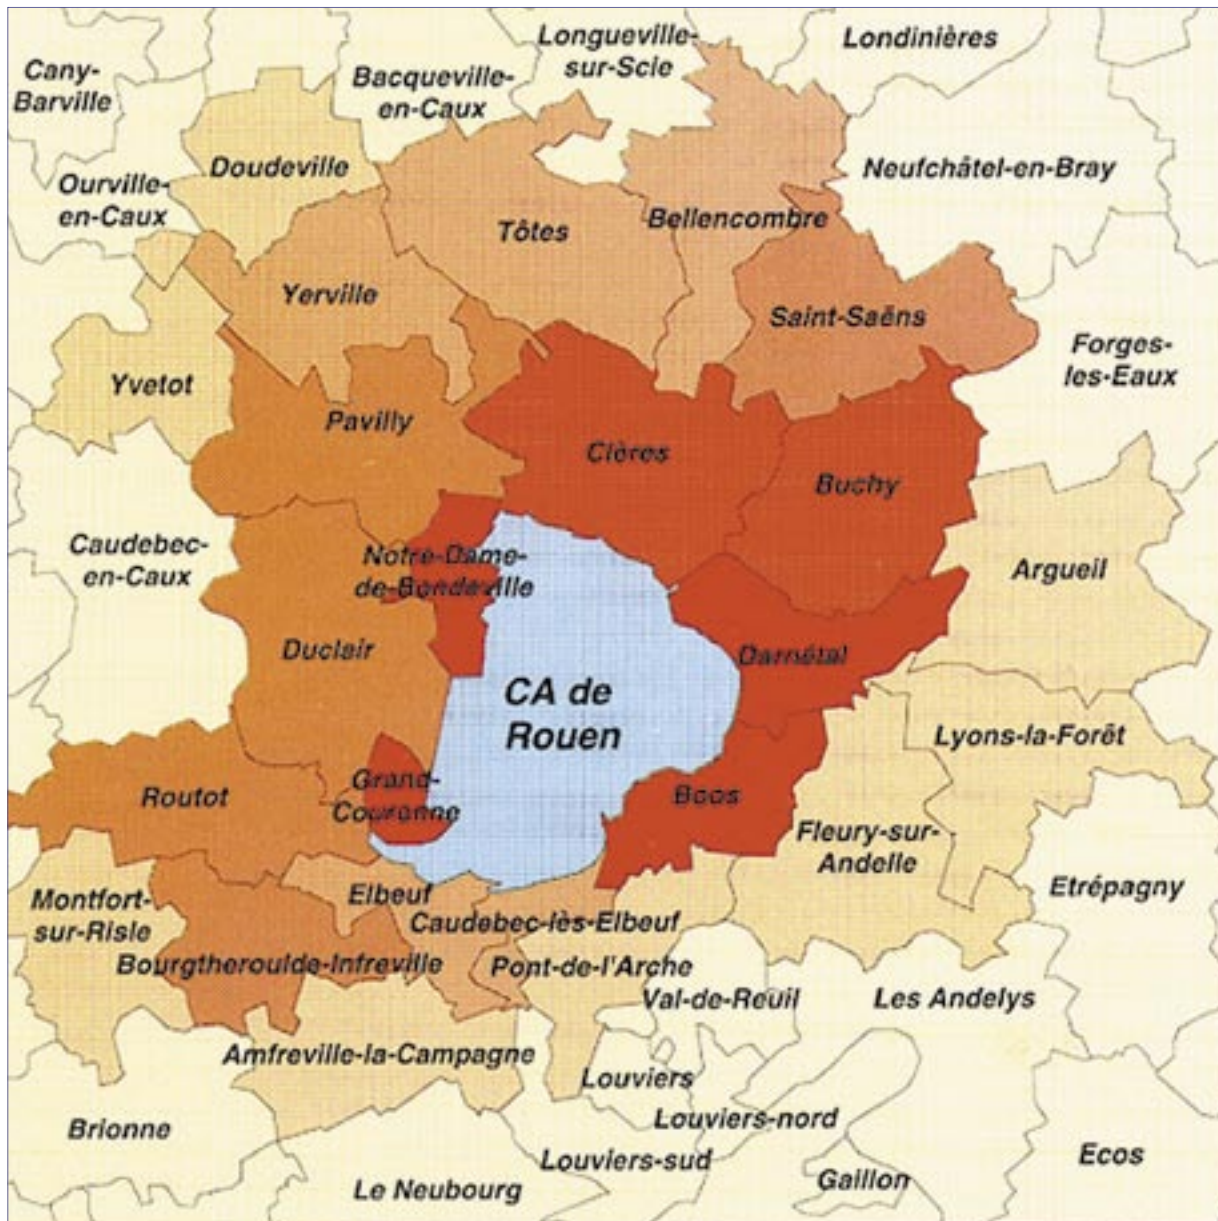 Longueville-
sur-Scie
Londinières
Cany-
Barville
Bacqueville-
en-Caux
Doudeville
Neufchâtel-en-Bray
Ourville-
en-Caux
Tôtes
Bellencombre
Yerville
Saint-Saëns
Forges-
les-Eaux
Yvetot
Pavilly
Clères
Buchy
Caudebec-
en-Caux
Notre-Dame-
de-Bondeville
Argueil
Duclair
Darnétal
CA de
Rouen
Lyons-la-Forêt
Routot
Grand-
Couronne
Boos
Fleury-sur-
Andelle
Etrépagny
Montfort-
sur-Risle
Elbeuf
Caudebec-lès-Elbeuf
Bourgtheroulde-Infreville
Pont-de-l'Arche
Val-de-Reuil
Les Andelys
Amfreville-la-Campagne
Louviers
Louviers-nord
Brionne
Louviers-sud
Ecos
Le Neubourg
Gaillon